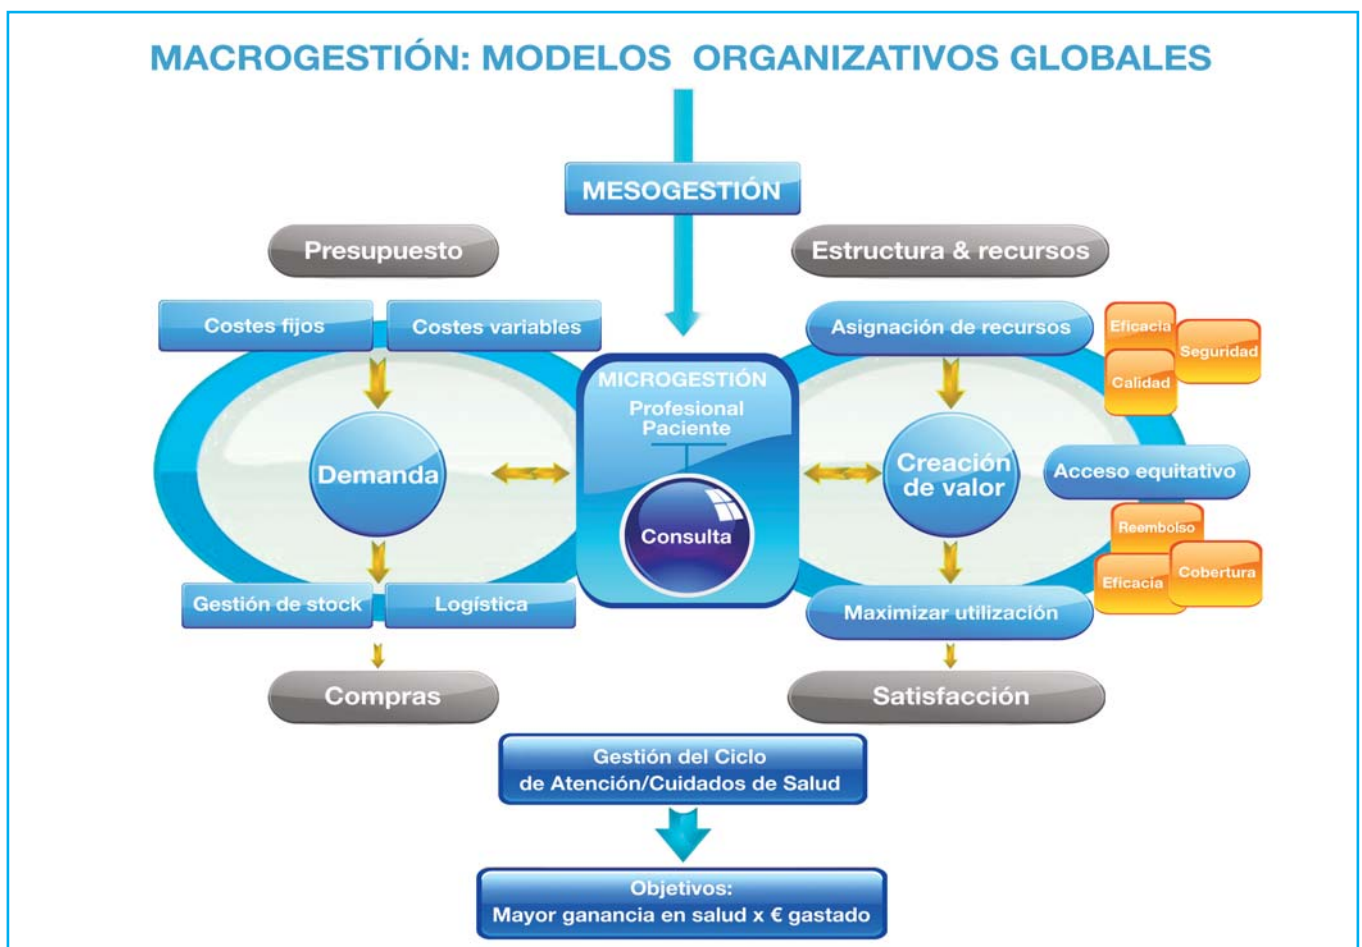 MACROGESTIÓN: MODELOS ORGANIZATIVOS GLOBALES
MESOGESTIÓN
Presupuesto
Estructura & recursos
Costes fijos
Costes variables
Asignación de recursos
Eficacia
Seguridad
Calidad
MICROGESTIÓN
Profesional
Paciente
Consulta
Demanda
Creación
de valor
Acceso equitativo
Reembolso
Eficacia
Cobertura
Gestión de stock
Logística
Maximizar utilización
Compras
Satisfacción
Gestión del Ciclo
de Atención/Cuidados de Salud
Objetivos:
Mayor ganancia en salud x € gastado